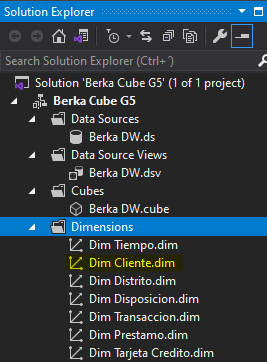 Solution Explorer
Search Solution Explorer (Ctrl+´)
Solution 'Berka Cube G5' (1 of 1 project)
Berka Cube G5
Data Sources
Berka DW.ds
Data Source Views
Berka DW.dsv
Cubes
Berka DW.cube
Dimensions
Dim Tiempo.dim
Dim Cliente.dim
Dim Distrito.dim
Dim Disposicion.dim
Dim Transaccion.dim
Dim Prestamo.dim
Dim Tarjeta Credito.dim